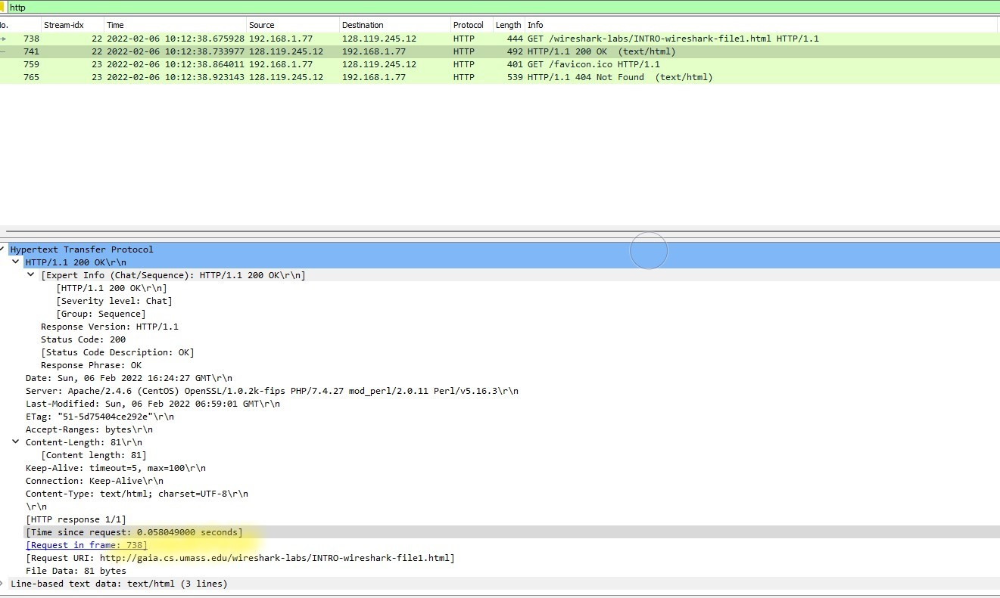 http
No. Stream-idx Time Source Destination Protocol Length Info
738 22 2022-02-06 10:12:38.675928 192.168.1.77 128.119.245.12 HTTP 444 GET /wireshark-labs/INTRO-wireshark-file1.html HTTP/1.1
741 22 2022-02-06 10:12:38.733977 128.119.245.12 192.168.1.77 HTTP 492 HTTP/1.1 200 OK (text/html)
759 23 2022-02-06 10:12:38.864011 192.168.1.77 128.119.245.12 HTTP 401 GET /favicon.ico HTTP/1.1
765 23 2022-02-06 10:12:38.923143 128.119.245.12 192.168.1.77 HTTP 539 HTTP/1.1 404 Not Found (text/html)
Hypertext Transfer Protocol
HTTP/1.1 200 OK\r\n
[Expert Info (Chat/Sequence): HTTP/1.1 200 OK\r\n]
[HTTP/1.1 200 OK\r\n]
[Severity level: Chat]
[Group: Sequence]
Response Version: HTTP/1.1
Status Code: 200
[Status Code Description: OK]
Response Phrase: OK
Date: Sun, 06 Feb 2022 16:24:27 GMT\r\n
Server: Apache/2.4.6 (CentOS) OpenSSL/1.0.2k-fips PHP/7.4.27 mod_perl/2.0.11 Perl/v5.16.3\r\n
Last-Modified: Sun, 06 Feb 2022 06:59:01 GMT\r\n
ETag: "51-5d75404ce292e"\r\n
Accept-Ranges: bytes\r\n
Content-Length: 81\r\n
[Content length: 81]
Keep-Alive: timeout=5, max=100\r\n
Connection: Keep-Alive\r\n
Content-Type: text/html; charset=UTF-8\r\n
\r\n
[HTTP response 1/1]
[Time since request: 0.058049000 seconds]
[Request in frame: 738]
[Request URI: http://gaia.cs.umass.edu/wireshark-labs/INTRO-wireshark-file1.html]
File Data: 81 bytes
Line-based text data: text/html (3 lines)